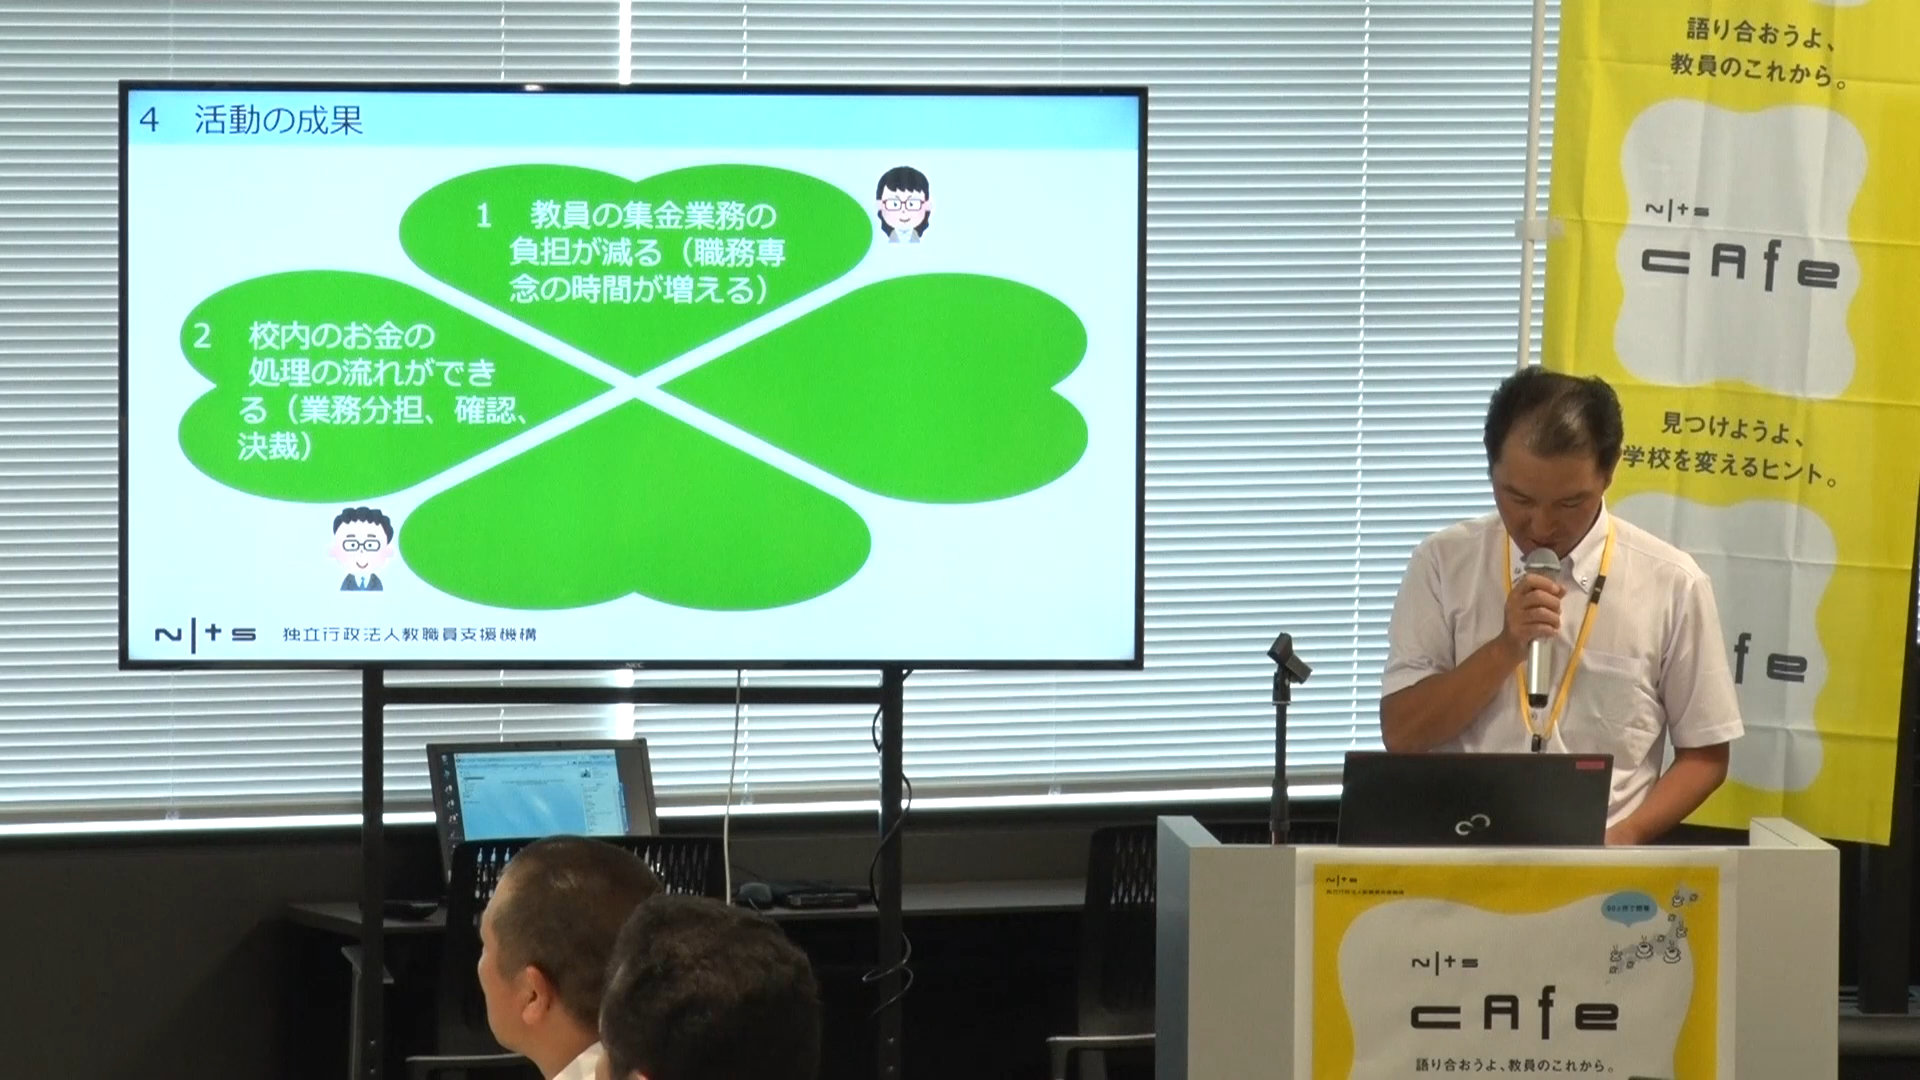 4 活動の成果
1 教員の集金業務の
負担が減る（職務専
念の時間が増える）
2 校内のお金の
処理の流れができ
る（業務分担、確認、
決裁）
N|ts 独立行政法人教職員支援機構
NEC
語り合おうよ、
教員のこれから。
N|ts
cAfe
見つけようよ、
学校を変えるヒント。
fe
N|ts
N|ts
cAfe
語り合おうよ、教員のこれから。